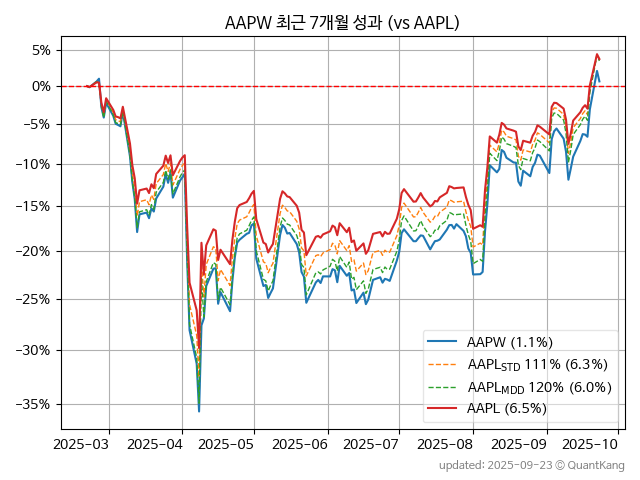 AAPW 최근 7개월 성과 (vs AAPL)
5%
0%
−5%
−10%
−15%
−20%
−25%
−30%
−35%
AAPW (1.1%)
AAPLSTD 111% (6.3%)
AAPLMDD 120% (6.0%)
AAPL (6.5%)
2025-03 2025-04 2025-05 2025-06 2025-07 2025-08 2025-09 2025-10
updated: 2025-09-23 ⓒ QuantKang